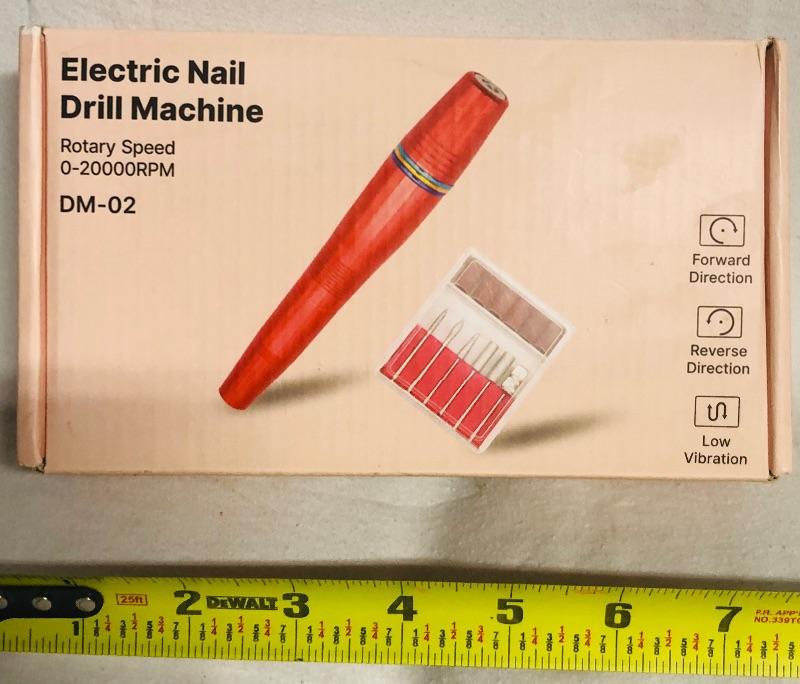 Electric Nail
Drill Machine
Rotary Speed
0-20000RPM
DM-02
Forward
Direction
Reverse
Direction
Low
Vibration
25ft
DEWALT
1 2 3 4 5 6 7